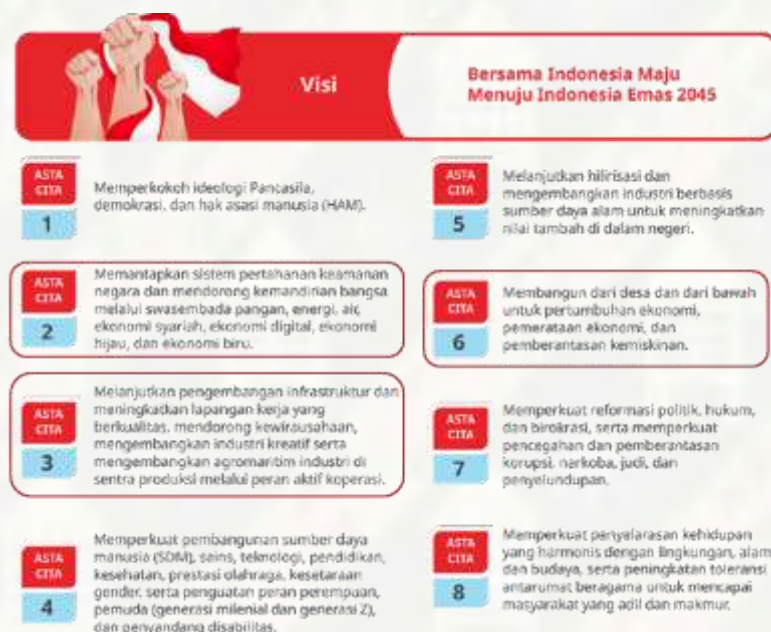 Visi
Bersama Indonesia Maju
Menuju Indonesia Emas 2045
ASTA
CITA
1
Memperkokoh ideologi Pancasila,
demokrasi, dan hak asasi manusia (HAM).
ASTA
CITA
2
Memantapkan sistem pertahanan keamanan
negara dan mendorong kemandirian bangsa
melalui swasembada pangan, energi, air,
ekonomi syariah, ekonomi digital, ekonomi
hijau, dan ekonomi biru.
ASTA
CITA
3
Melanjutkan pengembangan infrastruktur dan
meningkatkan lapangan kerja yang
berkualitas, mendorong kewirausahaan,
mengembangkan industri kreatif serta
mengembangkan agromaritim industri di
sentra produksi melalui peran aktif koperasi.
ASTA
CITA
4
Memperkuat pembangunan sumber daya
manusia (SDM), sains, teknologi, pendidikan,
kesehatan, prestasi olahraga, kesetaraan
gender, serta penguatan peran perempuan,
pemuda (generasi milenial dan generasi Z),
dan penyandang disabilitas.
ASTA
CITA
5
Melanjutkan hilirisasi dan
mengembangkan industri berbasis
sumber daya alam untuk meningkatkan
nilai tambah di dalam negeri.
ASTA
CITA
6
Membangun dari desa dan dari bawah
untuk pertumbuhan ekonomi,
pemerataan ekonomi, dan
pemberantasan kemiskinan.
ASTA
CITA
7
Memperkuat reformasi politik, hukum,
dan birokrasi, serta memperkuat
pencegahan dan pemberantasan
korupsi, narkoba, judi, dan
penyelundupan.
ASTA
CITA
8
Memperkuat penyelarasan kehidupan
yang harmonis dengan lingkungan, alam
dan budaya, serta peningkatan toleransi
antarumat beragama untuk mencapai
masyarakat yang adil dan makmur.